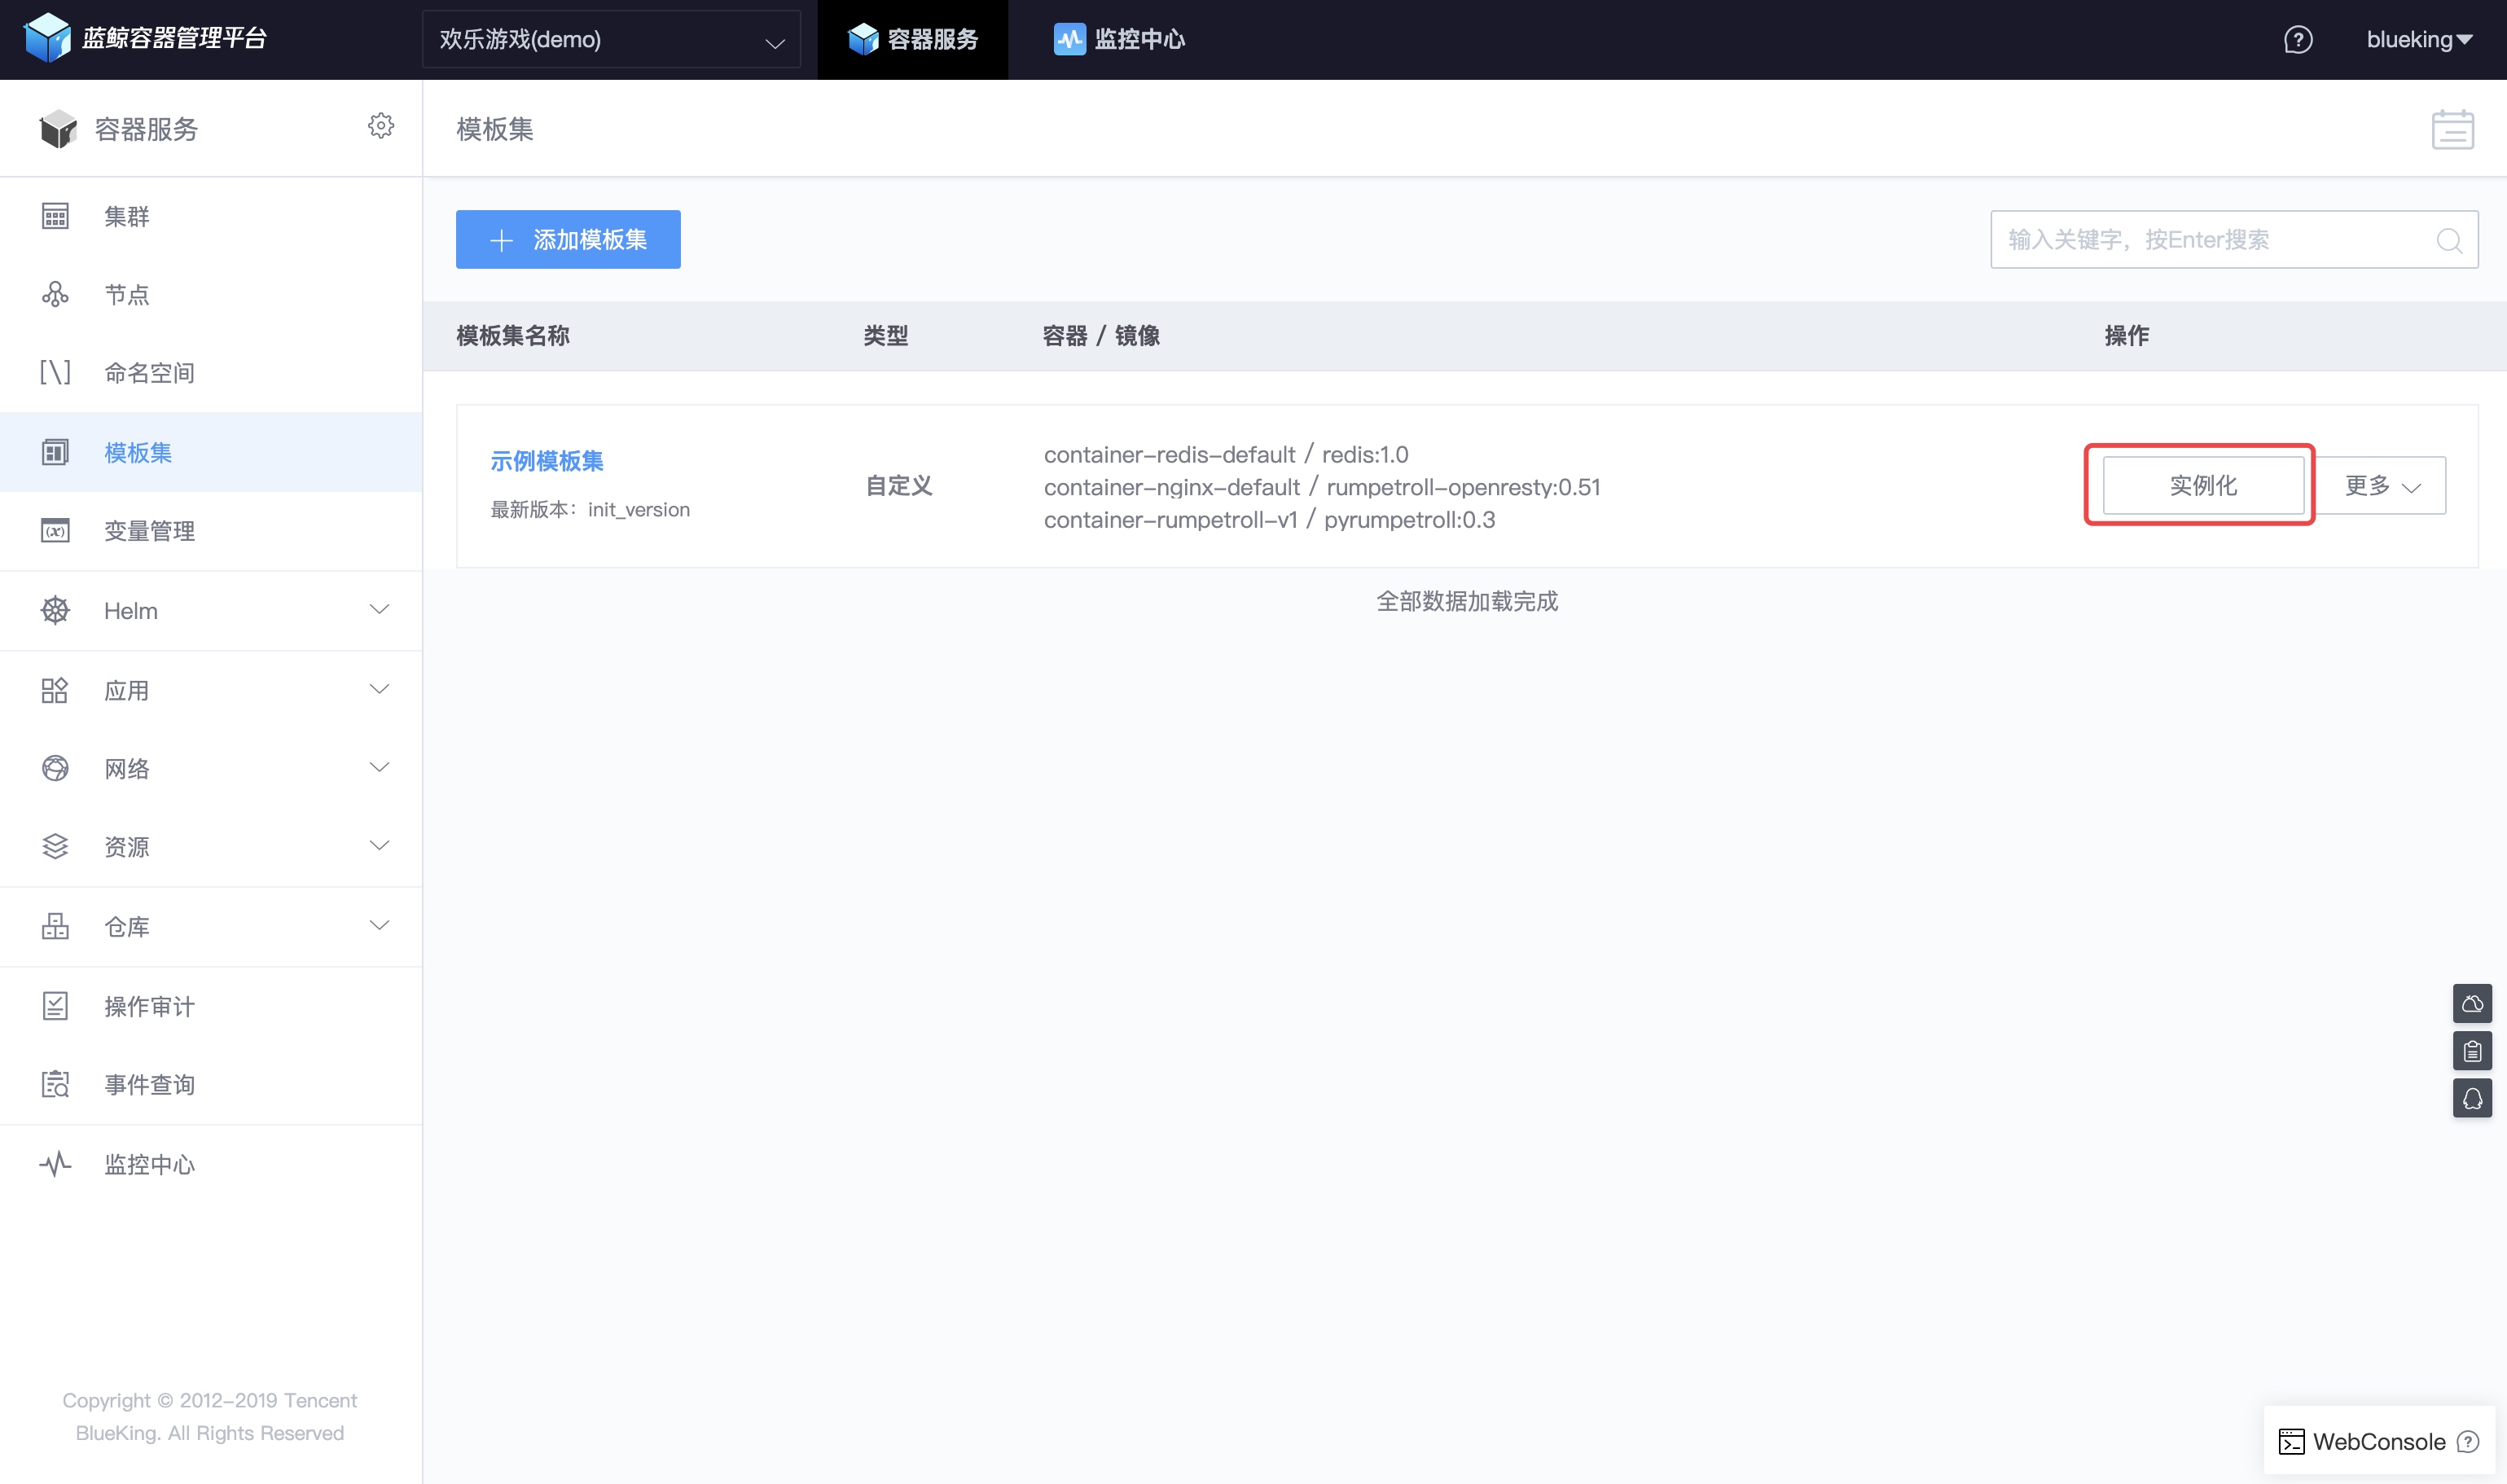 蓝鲸容器管理平台
欢乐游戏(demo)
容器服务
监控中心
blueking
容器服务
模板集
集群
节点
命名空间
模板集
变量管理
Helm
应用
网络
资源
仓库
操作审计
事件查询
监控中心
Copyright © 2012-2019 Tencent
BlueKing. All Rights Reserved
添加模板集
输入关键字，按Enter搜索
模板集名称 类型 容器 / 镜像 操作
示例模板集
最新版本：init_version
自定义
container-redis-default / redis:1.0
container-nginx-default / rumpetroll-openresty:0.51
container-rumpetroll-v1 / pyrumpetroll:0.3
实例化
更多
全部数据加载完成
WebConsole